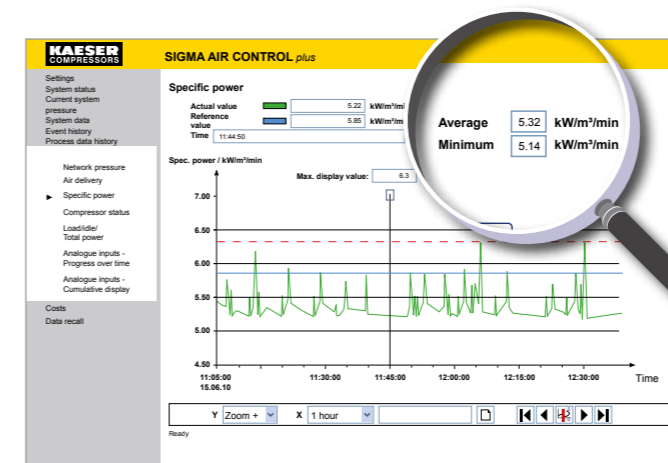 KAESER
COMPRESSORS
SIGMA AIR CONTROL plus
Settings
System status
Current system
pressure
System data
Event history
Process data history
Network pressure
Air delivery
Specific power
Compressor status
Load/idle/
Total power
Analogue inputs -
Progress over time
Analogue inputs -
Cumulative display
Costs
Data recall
Specific power
Actual value 5.22 kW/m³/mi
Reference
value 5.85 kW/m³/m
Time 11:44:50
Average 5.32 kW/m³/min
Minimum 5.14 kW/m³/min
Spec. power / kW/m³/min
Max. display value: 6.3
7.00
6.50
6.00
5.50
5.00
4.50
11:05:00 11:30:00 11:45:00 12:00:00 12:15:00 12:30:00 Time
15.06.10
Y Zoom + X 1 hour
Ready